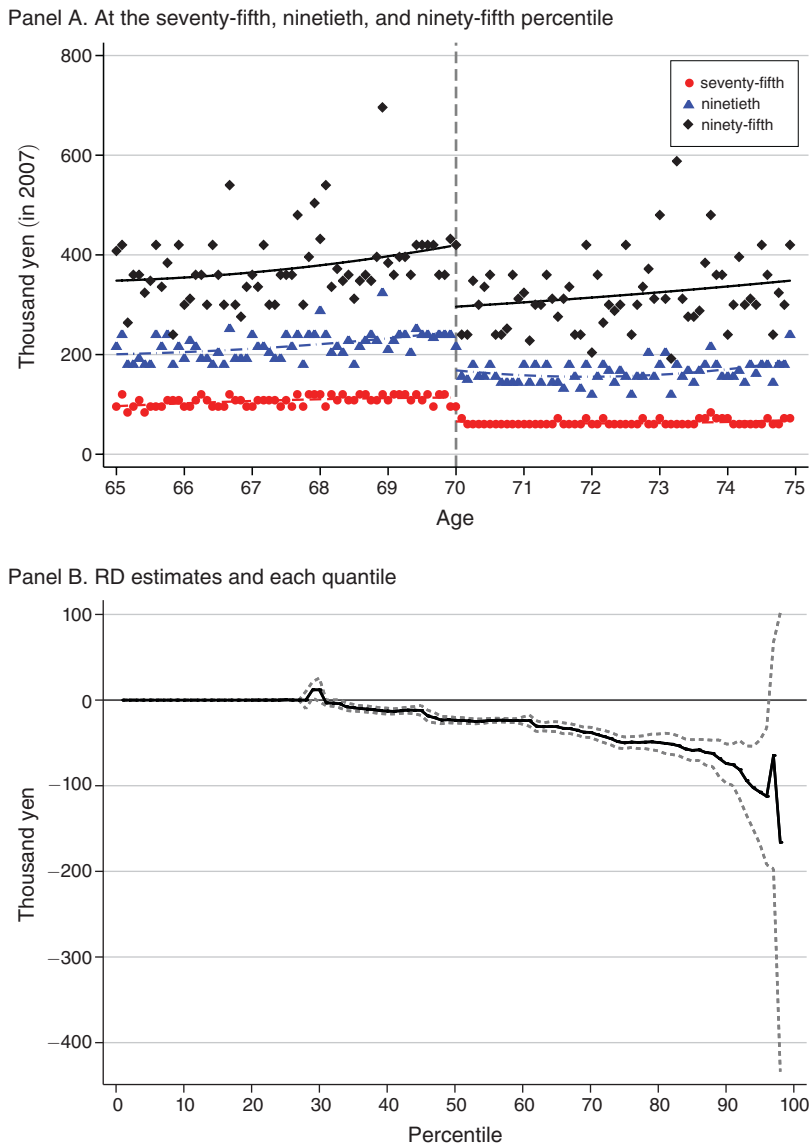 Panel A. At the seventy-fifth, ninetieth, and ninety-fifth percentile
800
600
400
200
0
Thousand yen (in 2007)
seventy-fifth
ninetieth
ninety-fifth
65 66 67 68 69 70 71 72 73 74 75
Age
Panel B. RD estimates and each quantile
100
0
−100
−200
−300
−400
Thousand yen
0 10 20 30 40 50 60 70 80 90 100
Percentile